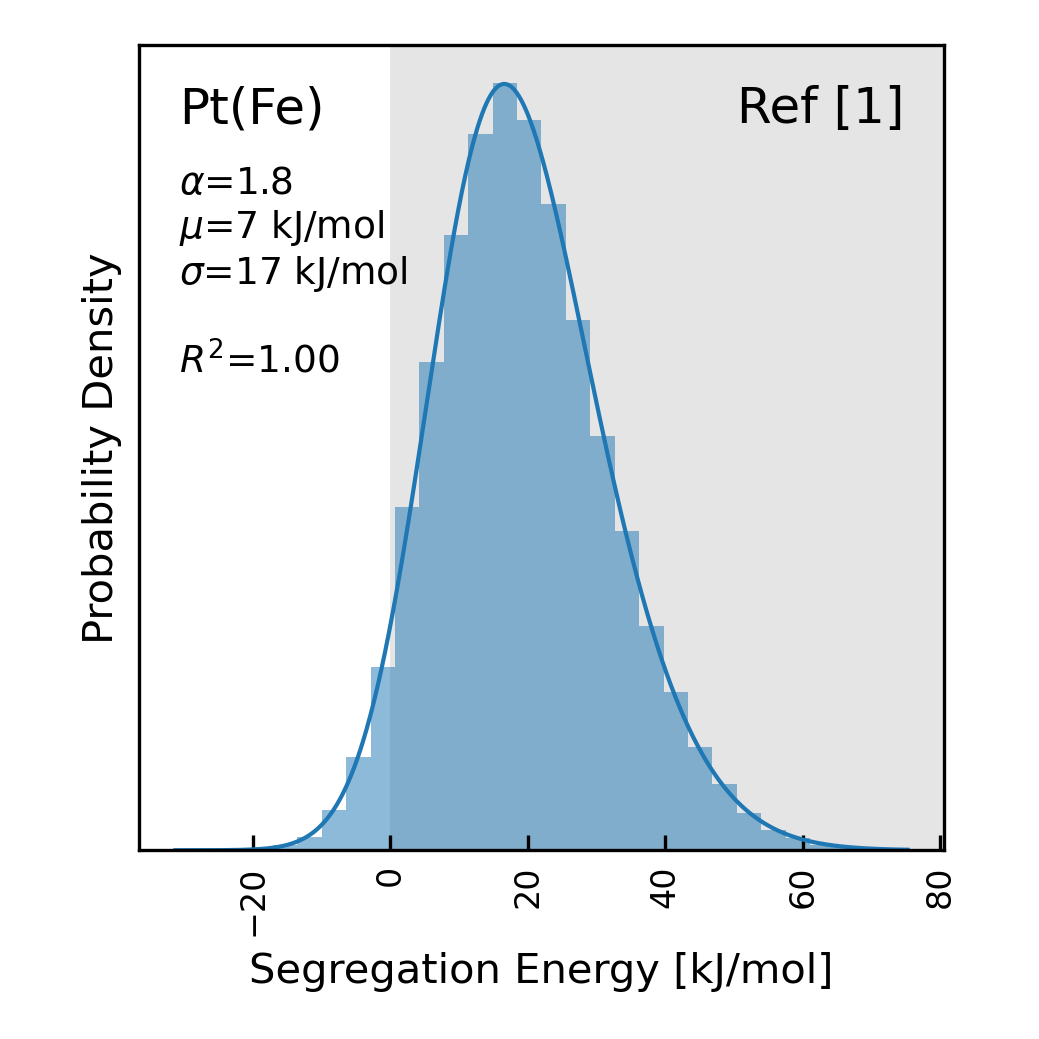 Pt(Fe)
Ref [1]
α=1.8
μ=7 kJ/mol
σ=17 kJ/mol
R²=1.00
Probability Density
−20
0
20
40
60
80
Segregation Energy [kJ/mol]